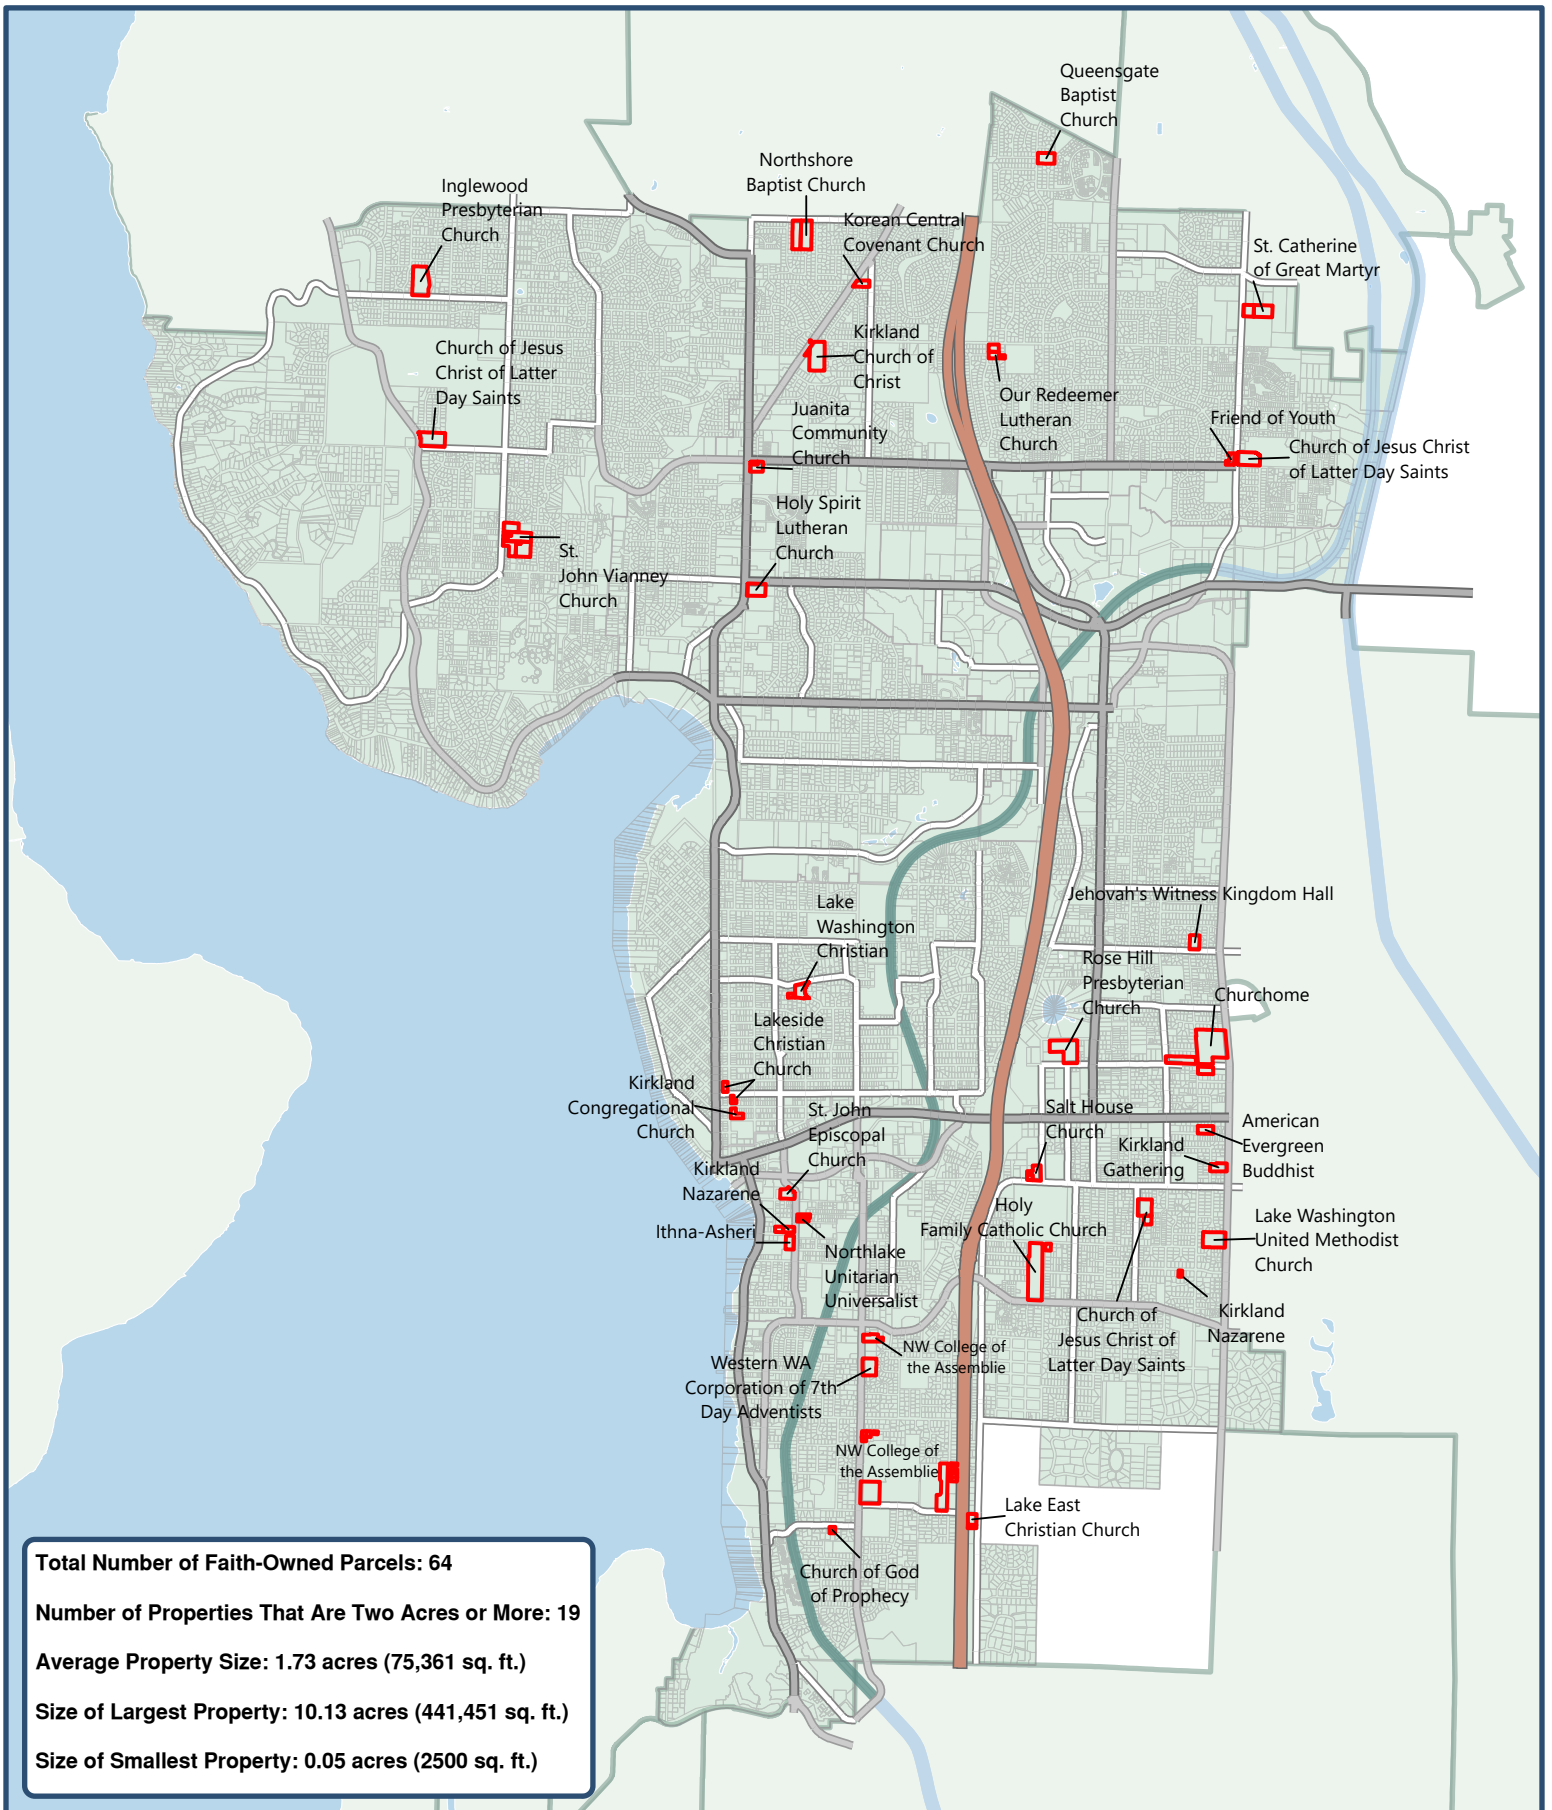 Queensgate
Baptist
Church
Northshore
Baptist Church
Inglewood
Presbyterian
Church
Korean Central
Covenant Church
St. Catherine
of Great Martyr
Kirkland
Church of
Christ
Church of Jesus
Christ of Latter
Day Saints
Our Redeemer
Lutheran
Church
Juanita
Community
Church
Friend of Youth
Church of Jesus Christ
of Latter Day Saints
Holy Spirit
Lutheran
Church
St.
John Vianney
Church
Jehovah's Witness Kingdom Hall
Lake
Washington
Christian
Rose Hill
Presbyterian
Church
Churchome
Lakeside
Christian
Church
Kirkland
Congregational
Church
St. John
Episcopal
Church
Salt House
Church
American
Evergreen
Buddhist
Kirkland
Gathering
Kirkland
Nazarene
Holy
Family Catholic Church
Lake Washington
United Methodist
Church
Ithna-Asheri
Northlake
Unitarian
Universalist
Kirkland
Nazarene
Church of
Jesus Christ of
Latter Day Saints
NW College of
the Assemblie
Western WA
Corporation of 7th
Day Adventists
NW College of
the Assemblie
Lake East
Christian Church
Church of God
of Prophecy
Total Number of Faith-Owned Parcels: 64
Number of Properties That Are Two Acres or More: 19
Average Property Size: 1.73 acres (75,361 sq. ft.)
Size of Largest Property: 10.13 acres (441,451 sq. ft.)
Size of Smallest Property: 0.05 acres (2500 sq. ft.)